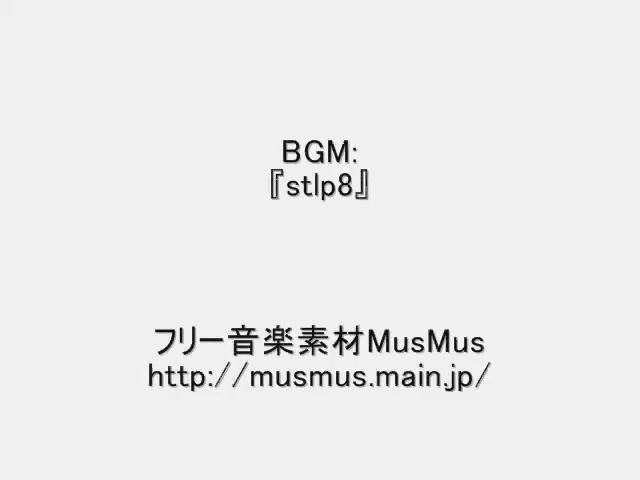 BGM:
『stlp8』
フリー音楽素材MusMus
http://musmus.main.jp/